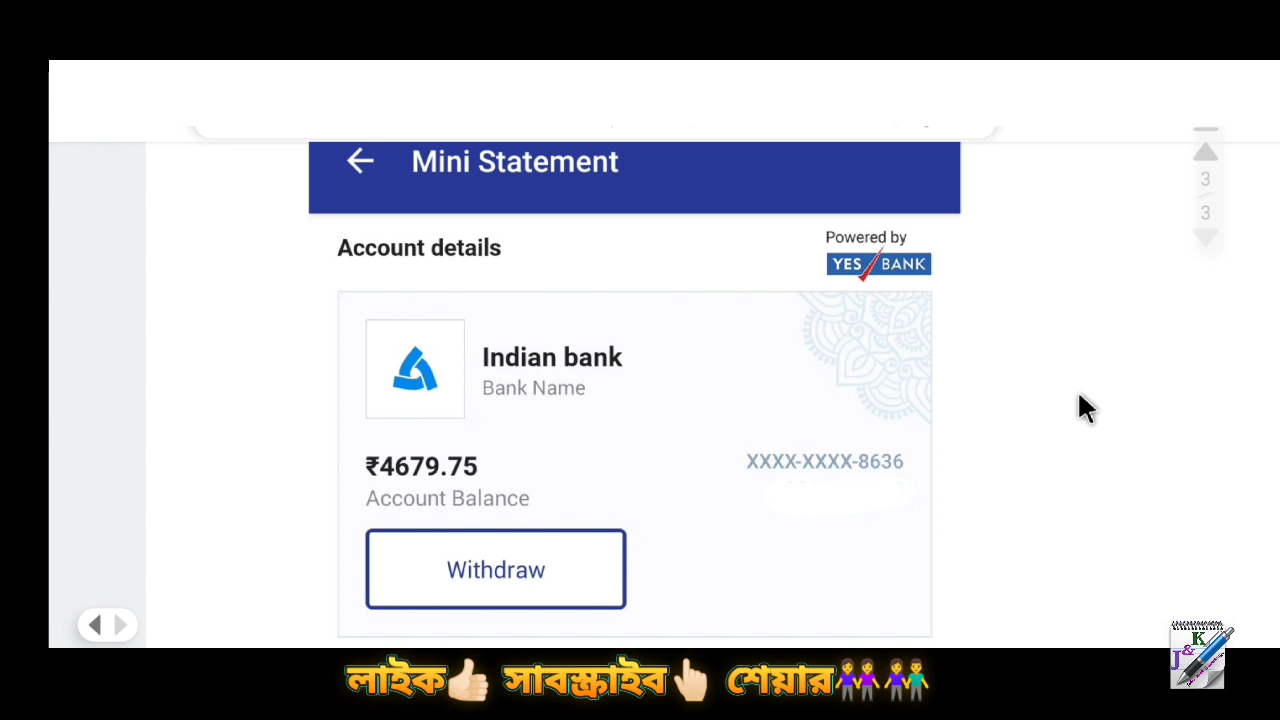 Mini Statement
Account details
Powered by
YES BANK
Indian bank
Bank Name
₹4679.75
XXXX-XXXX-8636
Account Balance
Withdraw
3
3
লাইক👍🏼 সাবস্ক্রাইব👆🏼 শেয়ার👭👫
J&K